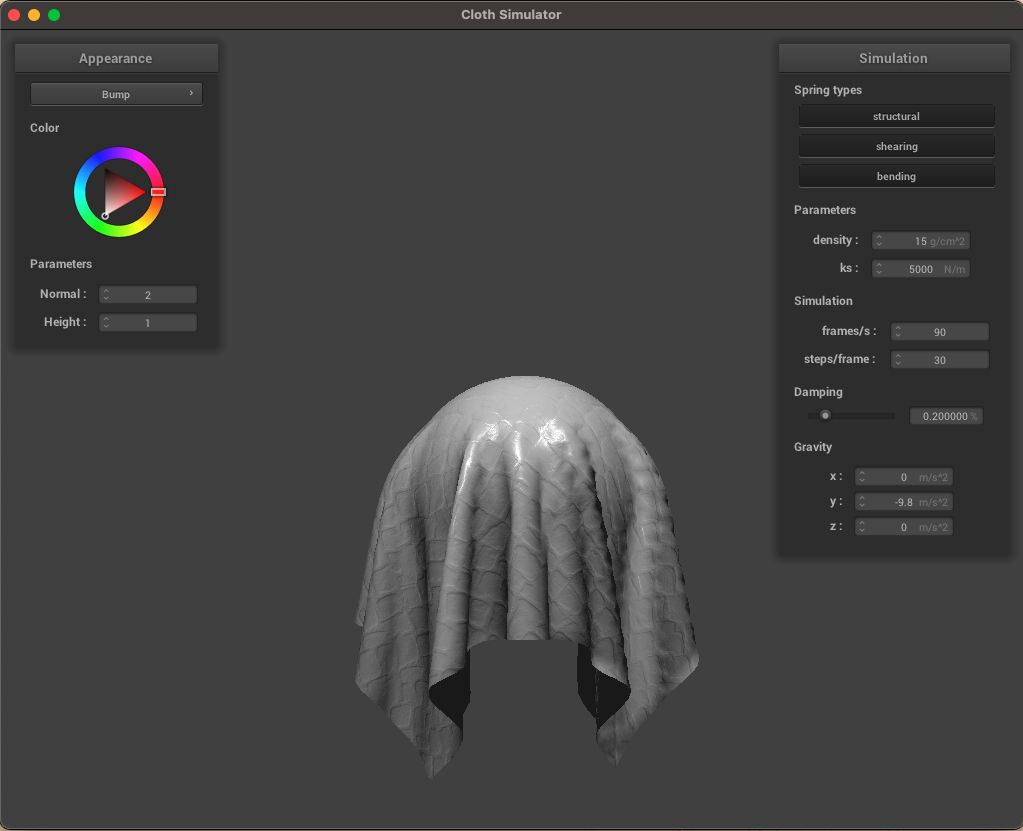 Cloth Simulator
Appearance
Bump
Color
Parameters
Normal : 2
Height : 1
Simulation
Spring types
structural
shearing
bending
Parameters
density : 15 g/cm^2
ks : 5000 N/m
Simulation
frames/s : 90
steps/frame : 30
Damping
0.200000 %
Gravity
x : 0 m/s^2
y : -9.8 m/s^2
z : 0 m/s^2